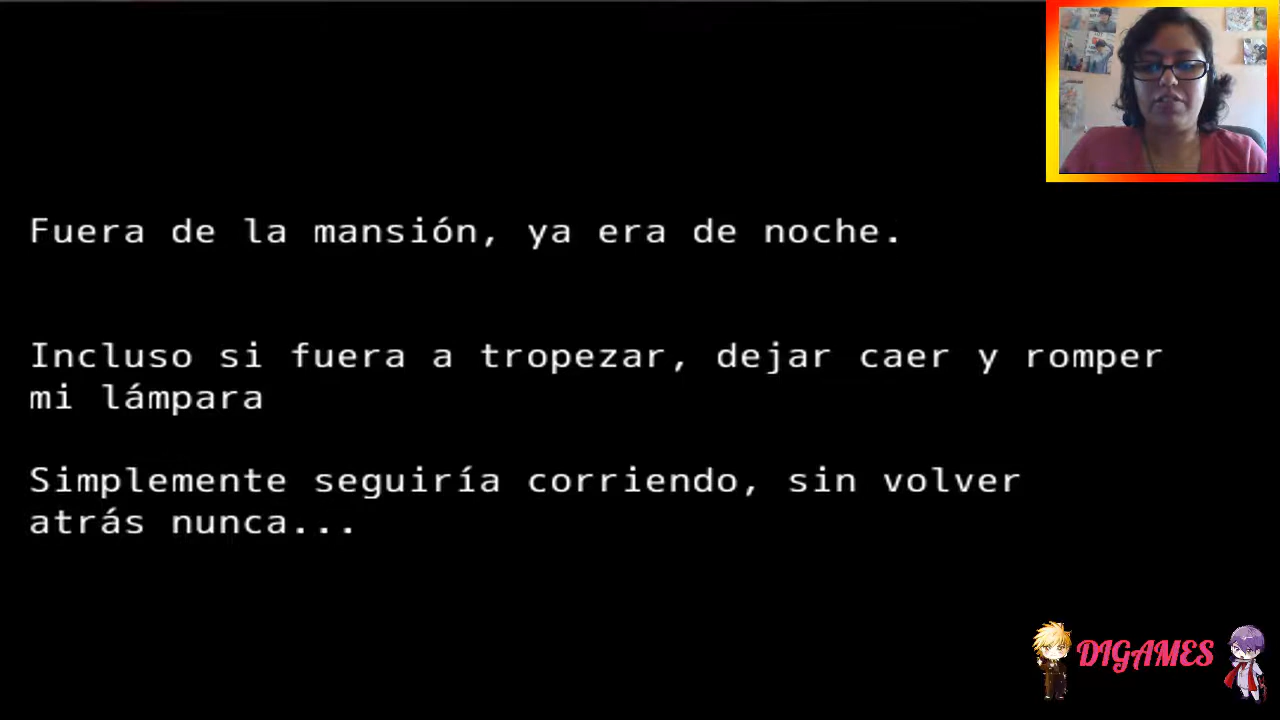 Fuera de la mansión, ya era de noche.
Incluso si fuera a tropezar, dejar caer y romper
mi lámpara
Simplemente seguiría corriendo, sin volver
atrás nunca...
DIGAMES